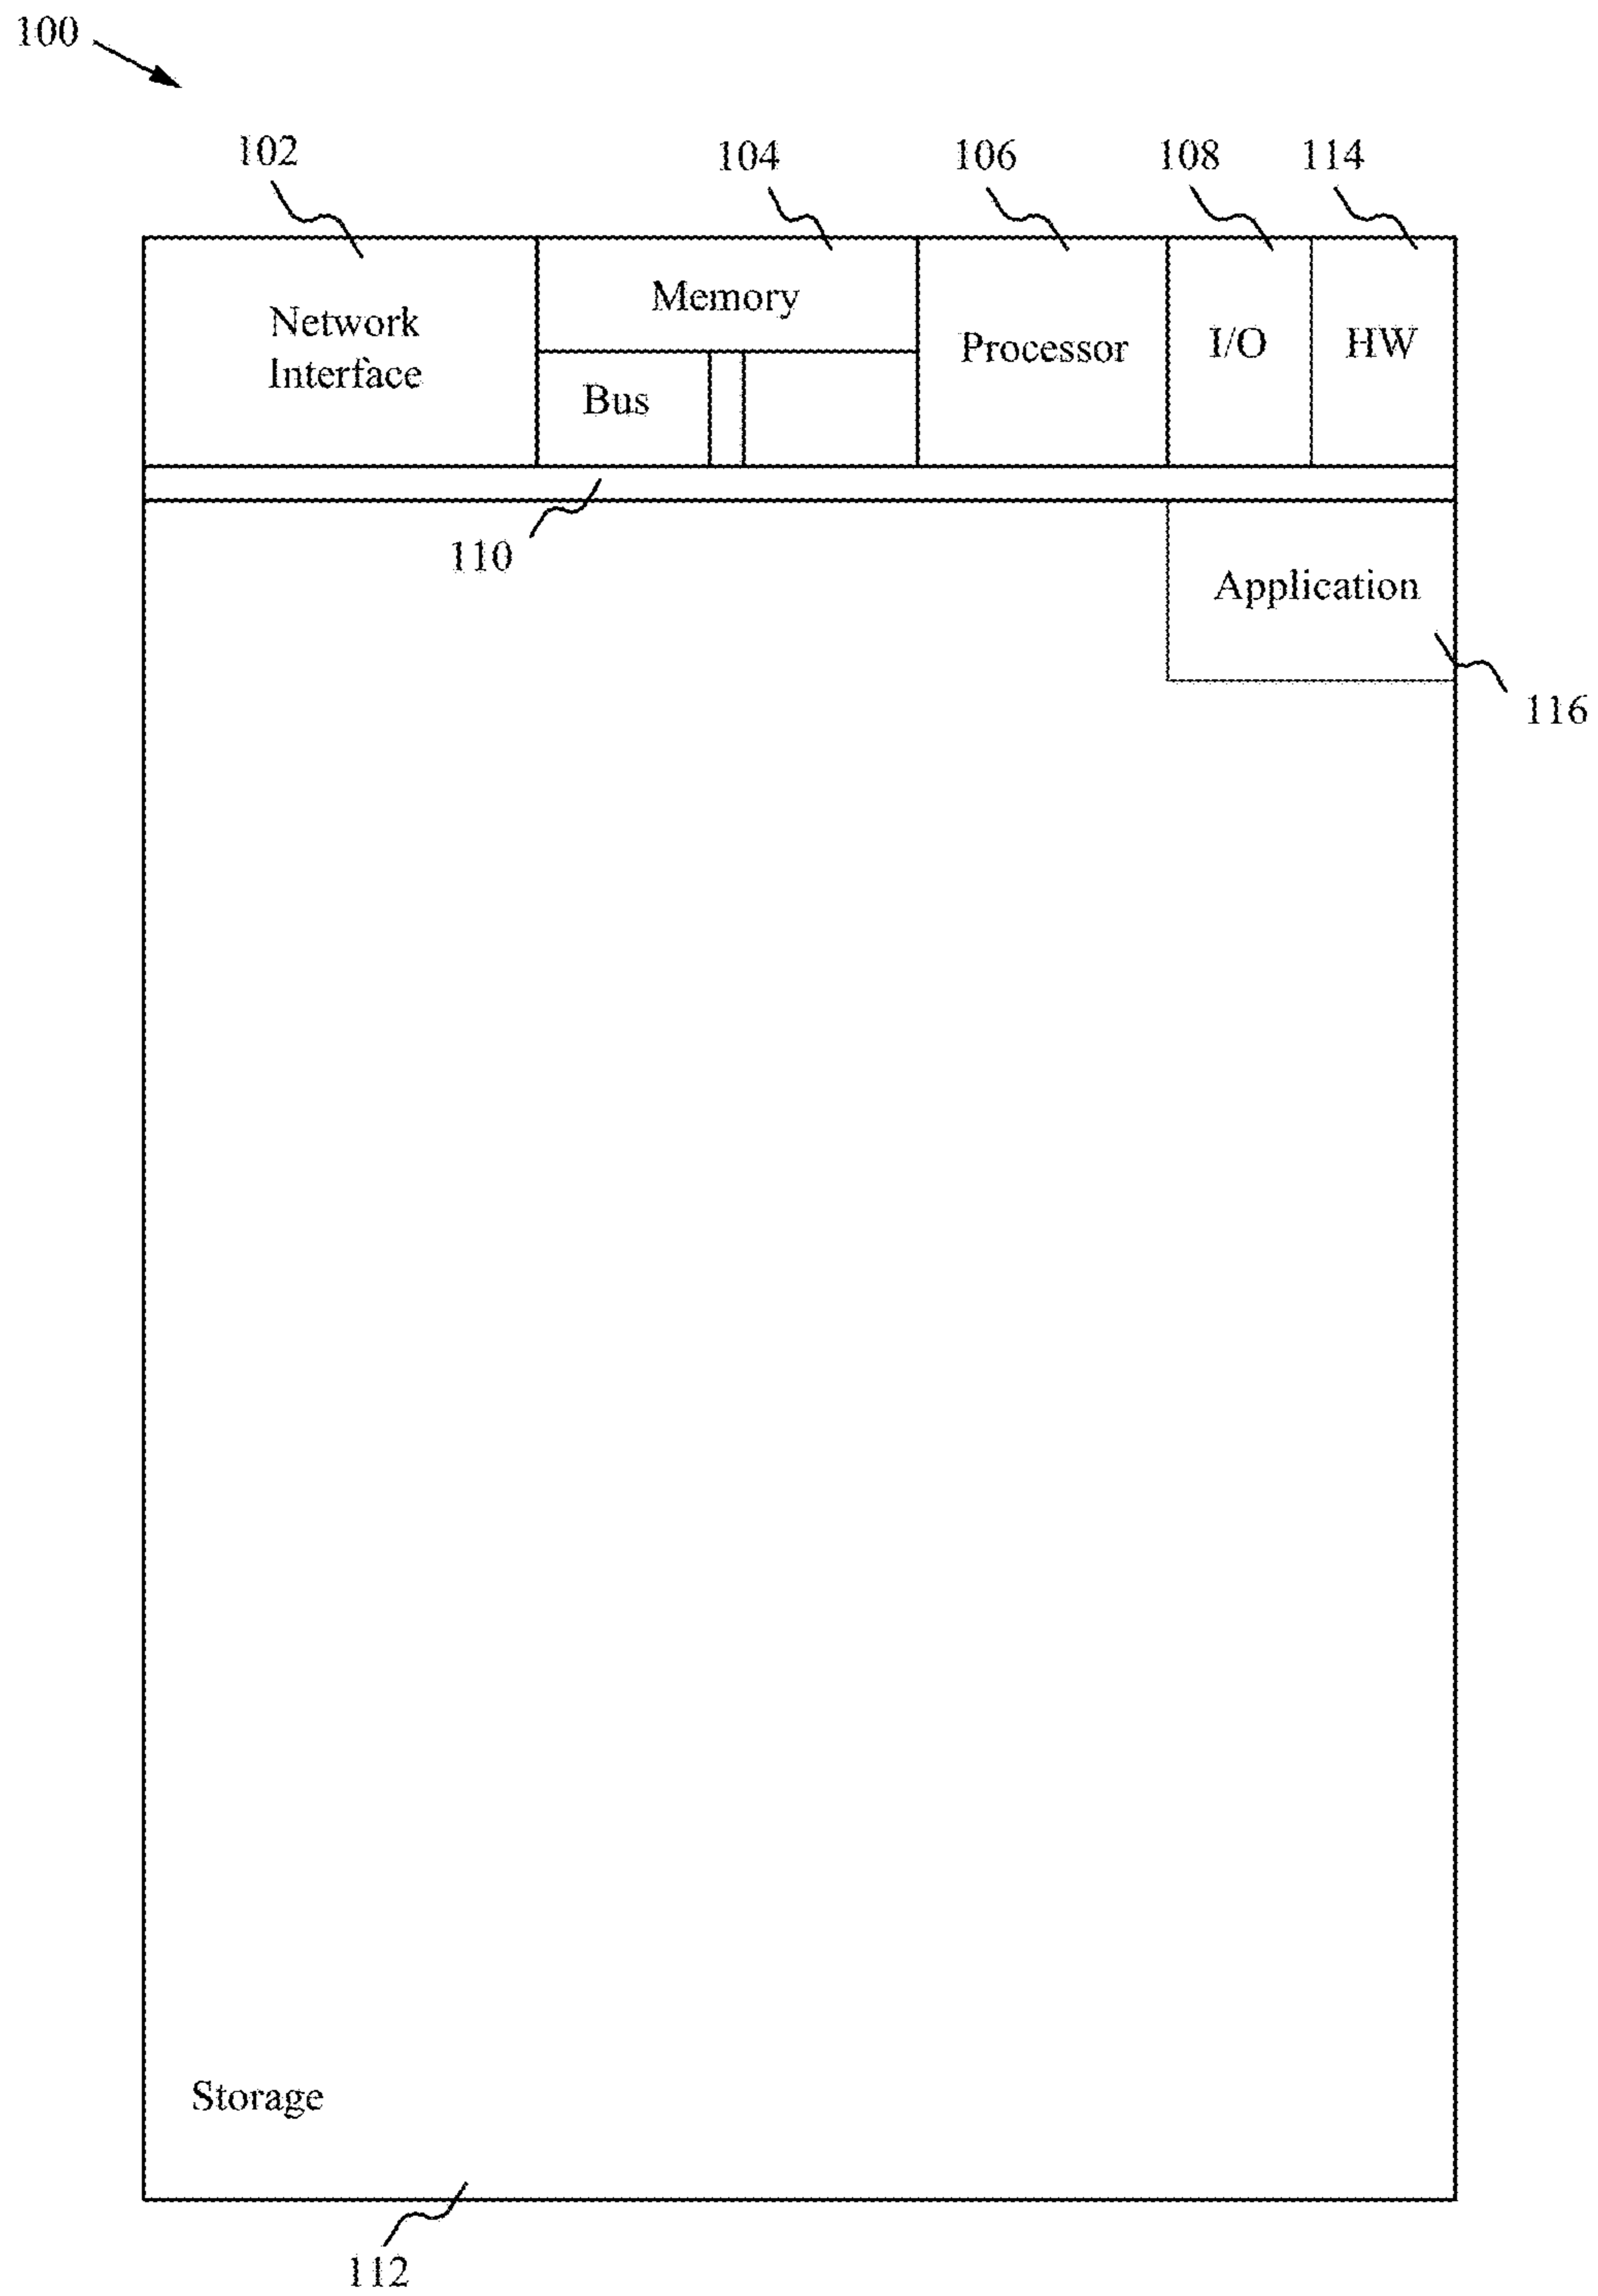 100
102
104
106
108
114
Network
Interface
Memory
Bus
Processor
I/O
HW
110
Application
116
Storage
112